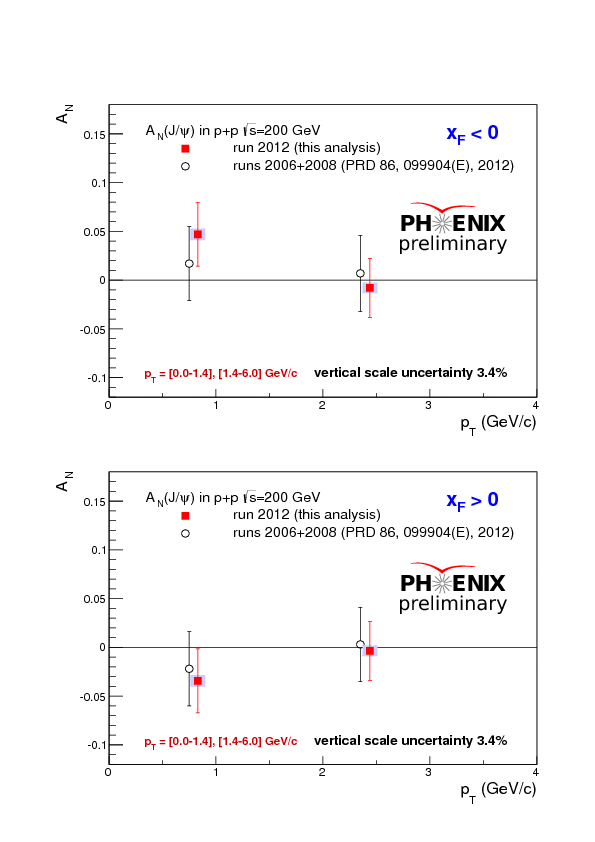 A_N
A_N(J/ψ) in p+p √s=200 GeV
x_F < 0
run 2012 (this analysis)
runs 2006+2008 (PRD 86, 099904(E), 2012)
PHENIX
preliminary
0.15
0.1
0.05
0
-0.05
-0.1
p_T = [0.0-1.4], [1.4-6.0] GeV/c vertical scale uncertainty 3.4%
0 1 2 3 4
p_T (GeV/c)
A_N
A_N(J/ψ) in p+p √s=200 GeV
x_F > 0
run 2012 (this analysis)
runs 2006+2008 (PRD 86, 099904(E), 2012)
PHENIX
preliminary
0.15
0.1
0.05
0
-0.05
-0.1
p_T = [0.0-1.4], [1.4-6.0] GeV/c vertical scale uncertainty 3.4%
0 1 2 3 4
p_T (GeV/c)